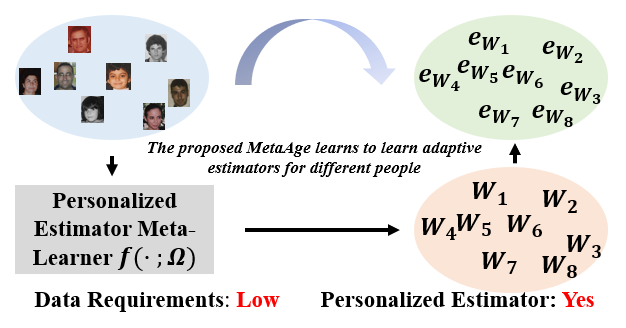 e_{W_1}
e_{W_2}
e_{W_4} e_{W_5} e_{W_6}
e_{W_3}
e_{W_7} e_{W_8}
The proposed MetaAge learns to learn adaptive
estimators for different people
Personalized
Estimator Meta-
Learner f(· ; Ω)
W_1
W_2
W_4 W_5 W_6
W_3
W_7 W_8
Data Requirements: Low
Personalized Estimator: Yes